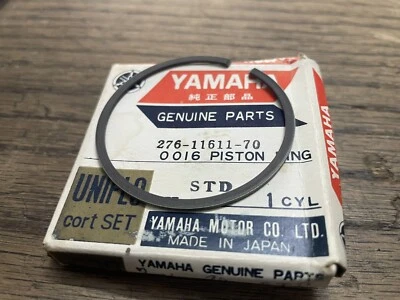 YAMAHA
純正部品
GENUINE PARTS
276-11611-70
0016 PISTON RING
UNIFLO
cort SET
STD
1 CYL
YAMAHA MOTOR CO. LTD.
MADE IN JAPAN
YAMAHA GENUINE PARTS
YAMAHA